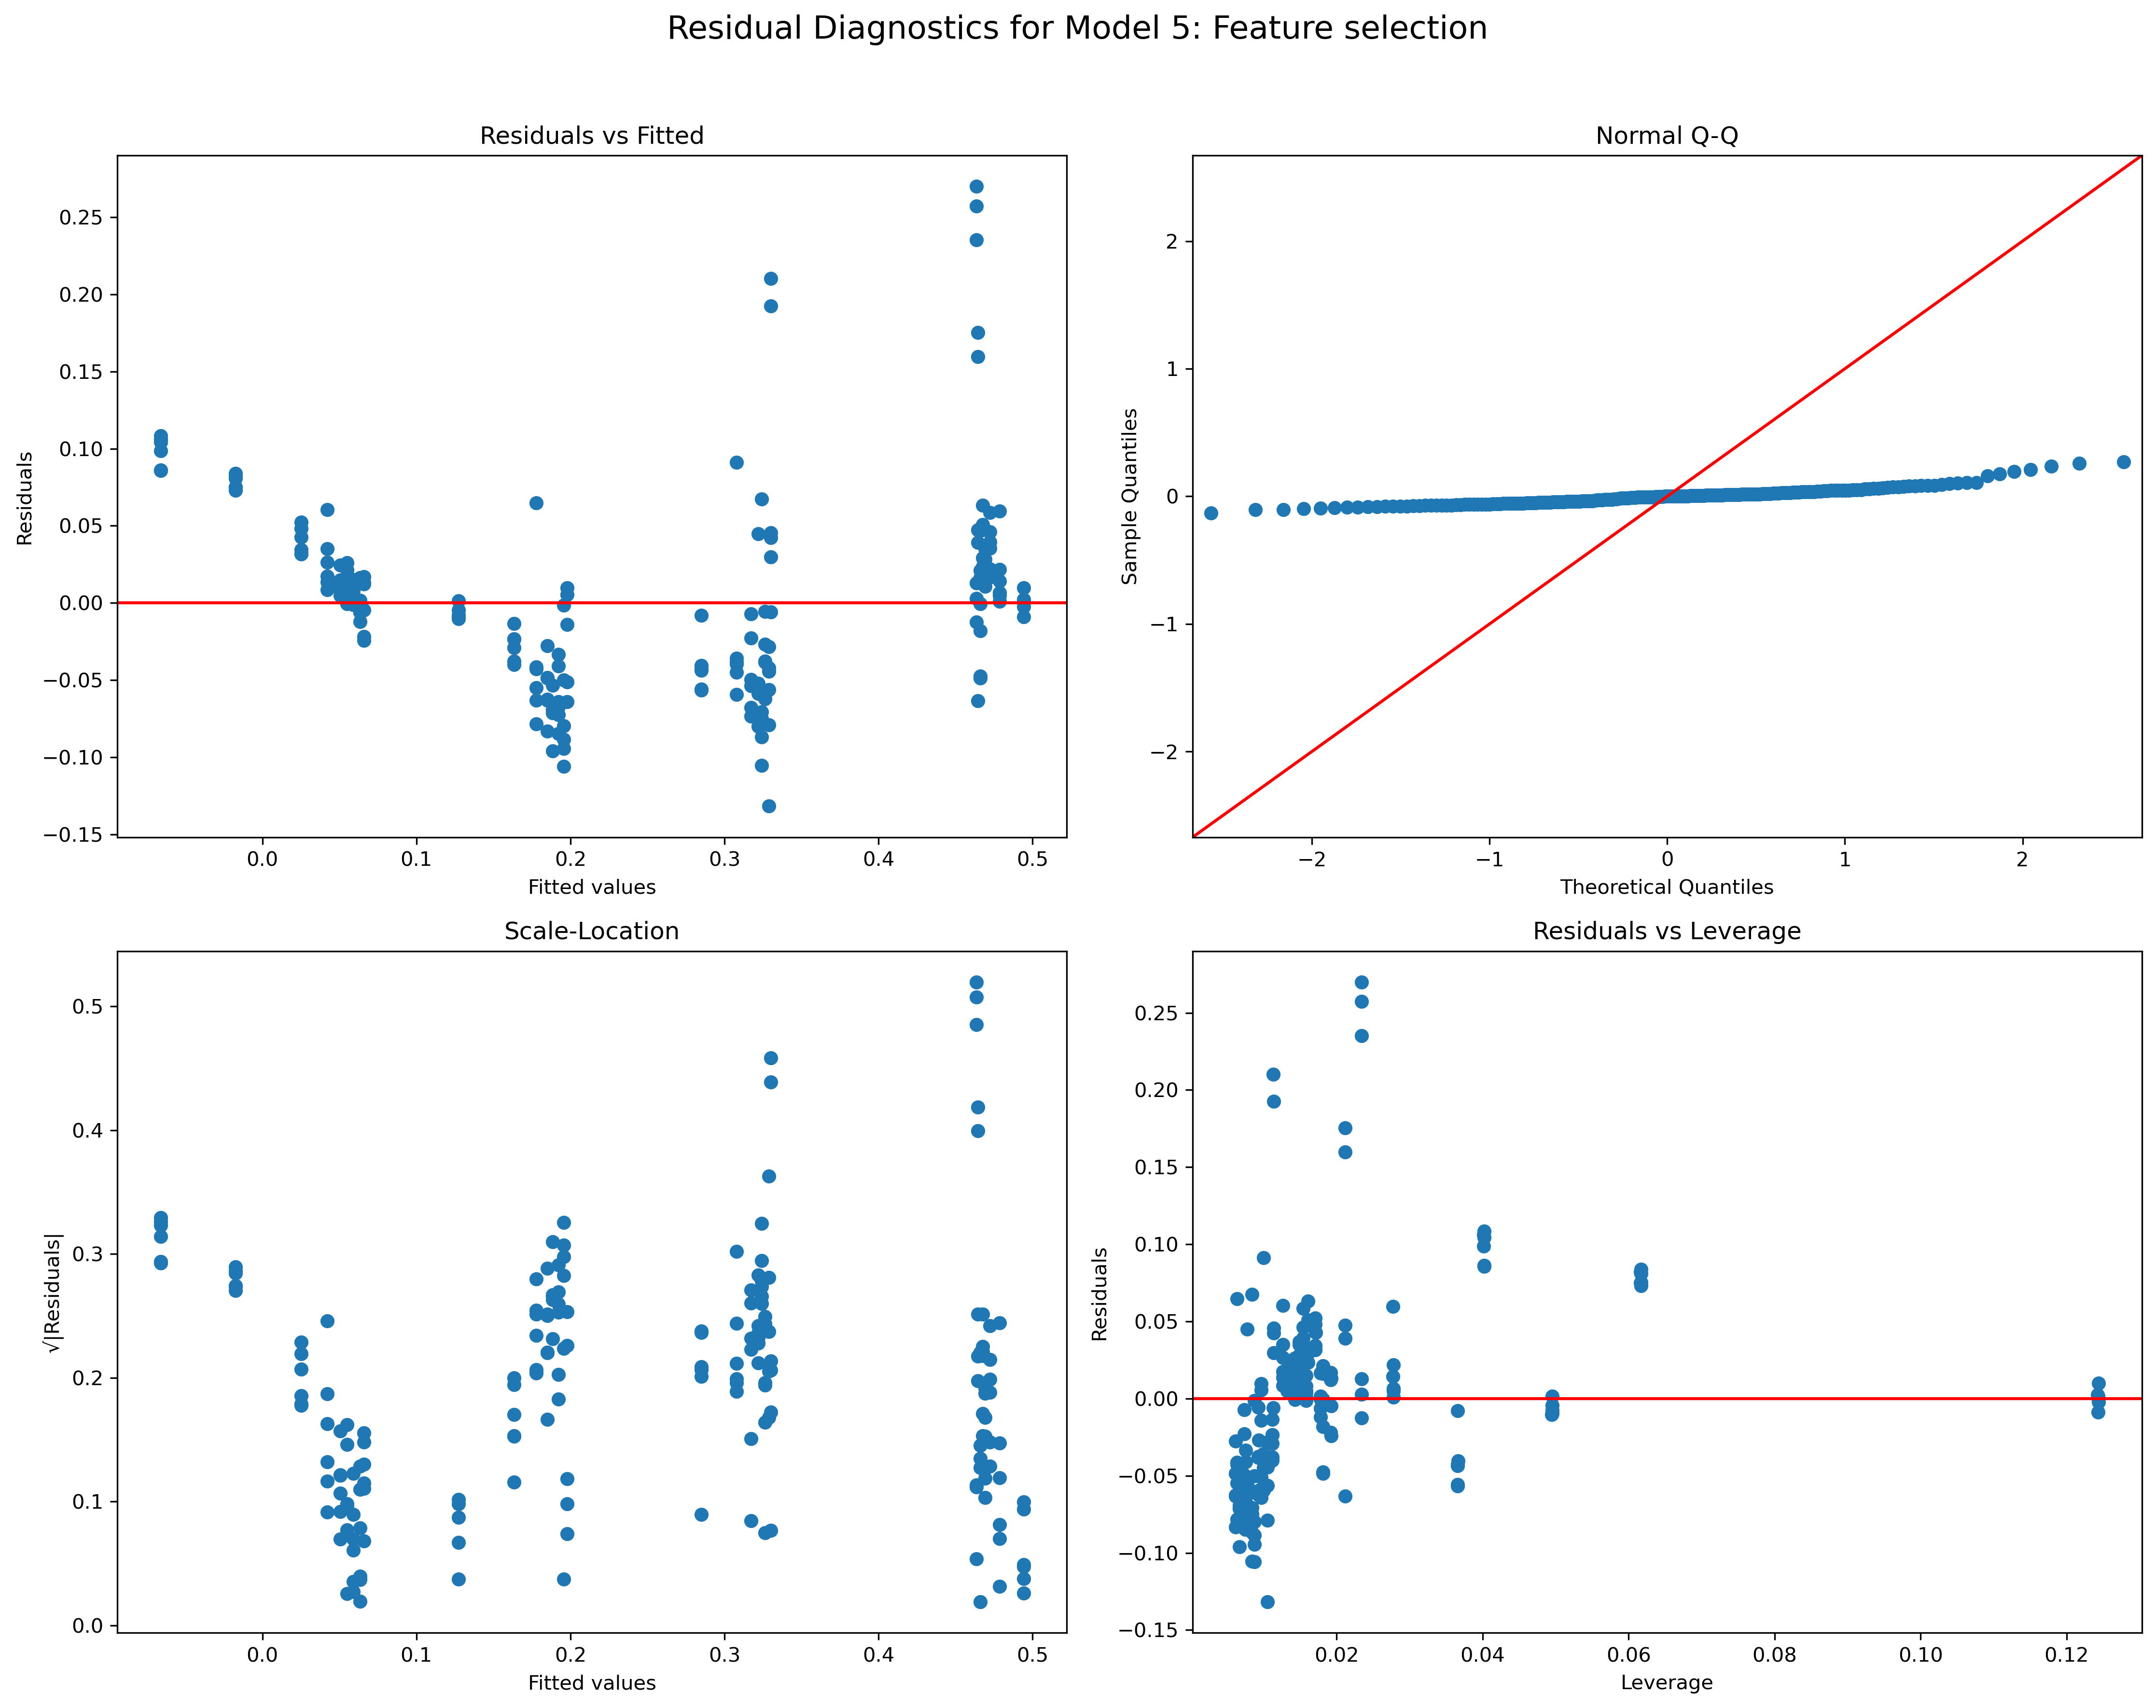 Residual Diagnostics for Model 5: Feature selection
Residuals vs Fitted
Residuals
0.25
0.20
0.15
0.10
0.05
0.00
−0.05
−0.10
−0.15
0.0 0.1 0.2 0.3 0.4 0.5
Fitted values
Normal Q-Q
Sample Quantiles
2
1
0
−1
−2
−2 −1 0 1 2
Theoretical Quantiles
Scale-Location
√|Residuals|
0.5
0.4
0.3
0.2
0.1
0.0
0.0 0.1 0.2 0.3 0.4 0.5
Fitted values
Residuals vs Leverage
Residuals
0.25
0.20
0.15
0.10
0.05
0.00
−0.05
−0.10
−0.15
0.02 0.04 0.06 0.08 0.10 0.12
Leverage